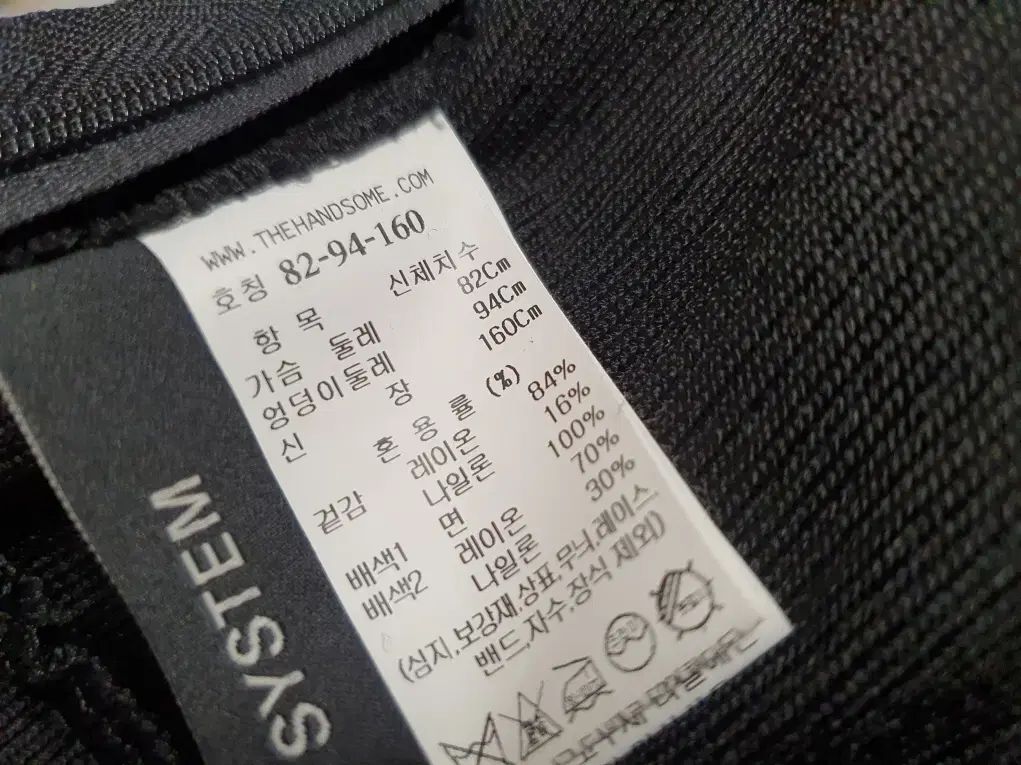 WWW.THEHANDSOME.COM
호칭 82-94-160
항 목 신체치수
가슴 둘레 82Cm
엉덩이둘레 94Cm
신 장 160Cm
혼 용 률 (%)
겉감 레이온 84%
나일론 16%
배색1 면 100%
배색2 레이온 70%
나일론 30%
(심지,보강재,상표,무늬,레이스
밴드,자수,장식 제외)
SYSTEM